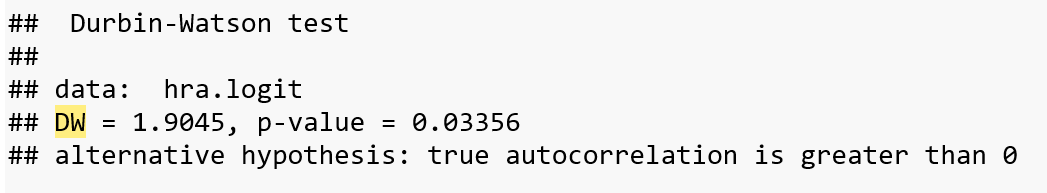 ##  Durbin-Watson test
##
## data:  hra.logit
## DW = 1.9045, p-value = 0.03356
## alternative hypothesis: true autocorrelation is greater than 0